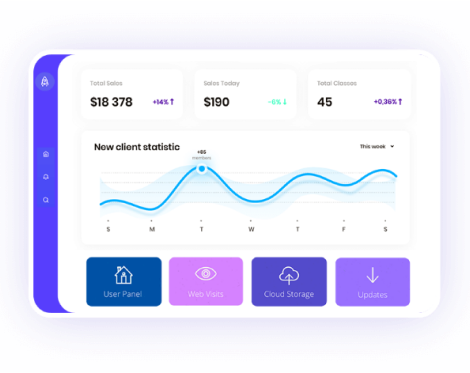 Total Sales
$18 378 +14% ↑
Sales Today
$190 -6% ↓
Total Classes
45 +0,36% ↑
New client statistic
This week
+85
members
S M T W T F S
User Panel
Web Visits
Cloud Storage
Updates